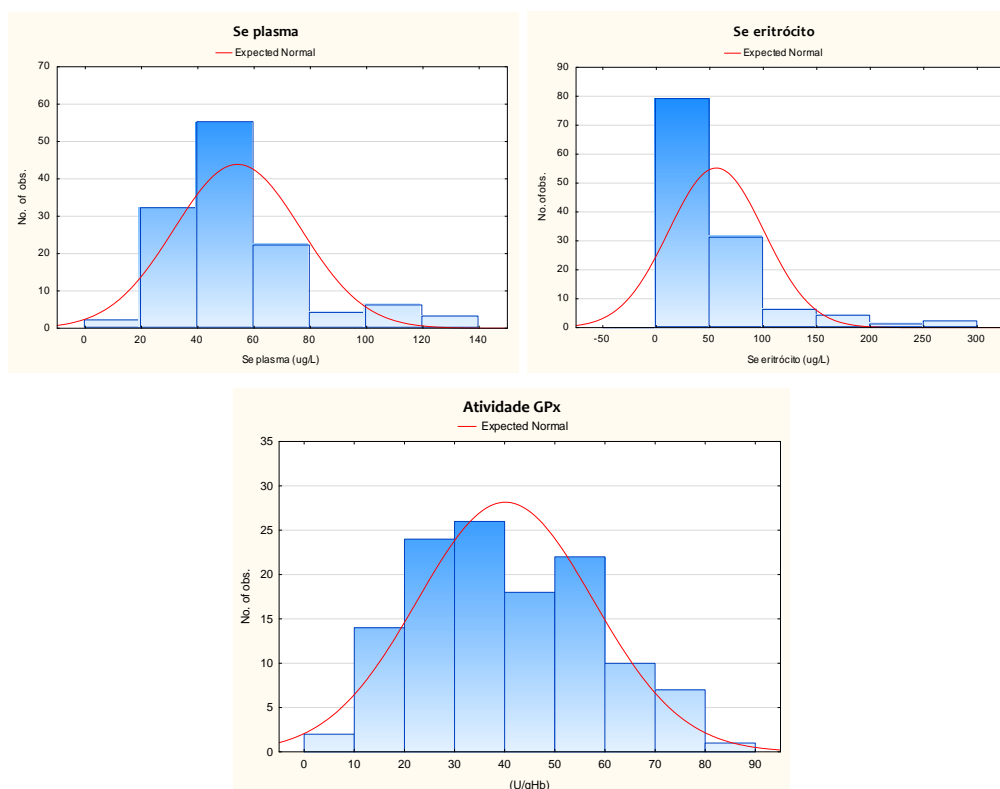 Se plasma
Expected Normal
70
60
50
40
30
20
10
0
No. of obs.
0 20 40 60 80 100 120 140
Se plasma (ug/L)
Se eritrócito
Expected Normal
90
80
70
60
50
40
30
20
10
0
No. of obs.
-50 0 50 100 150 200 250 300
Se eritrócito (ug/L)
Atividade GPx
Expected Normal
35
30
25
20
15
10
5
0
No. of obs.
0 10 20 30 40 50 60 70 80 90
(U/gHb)